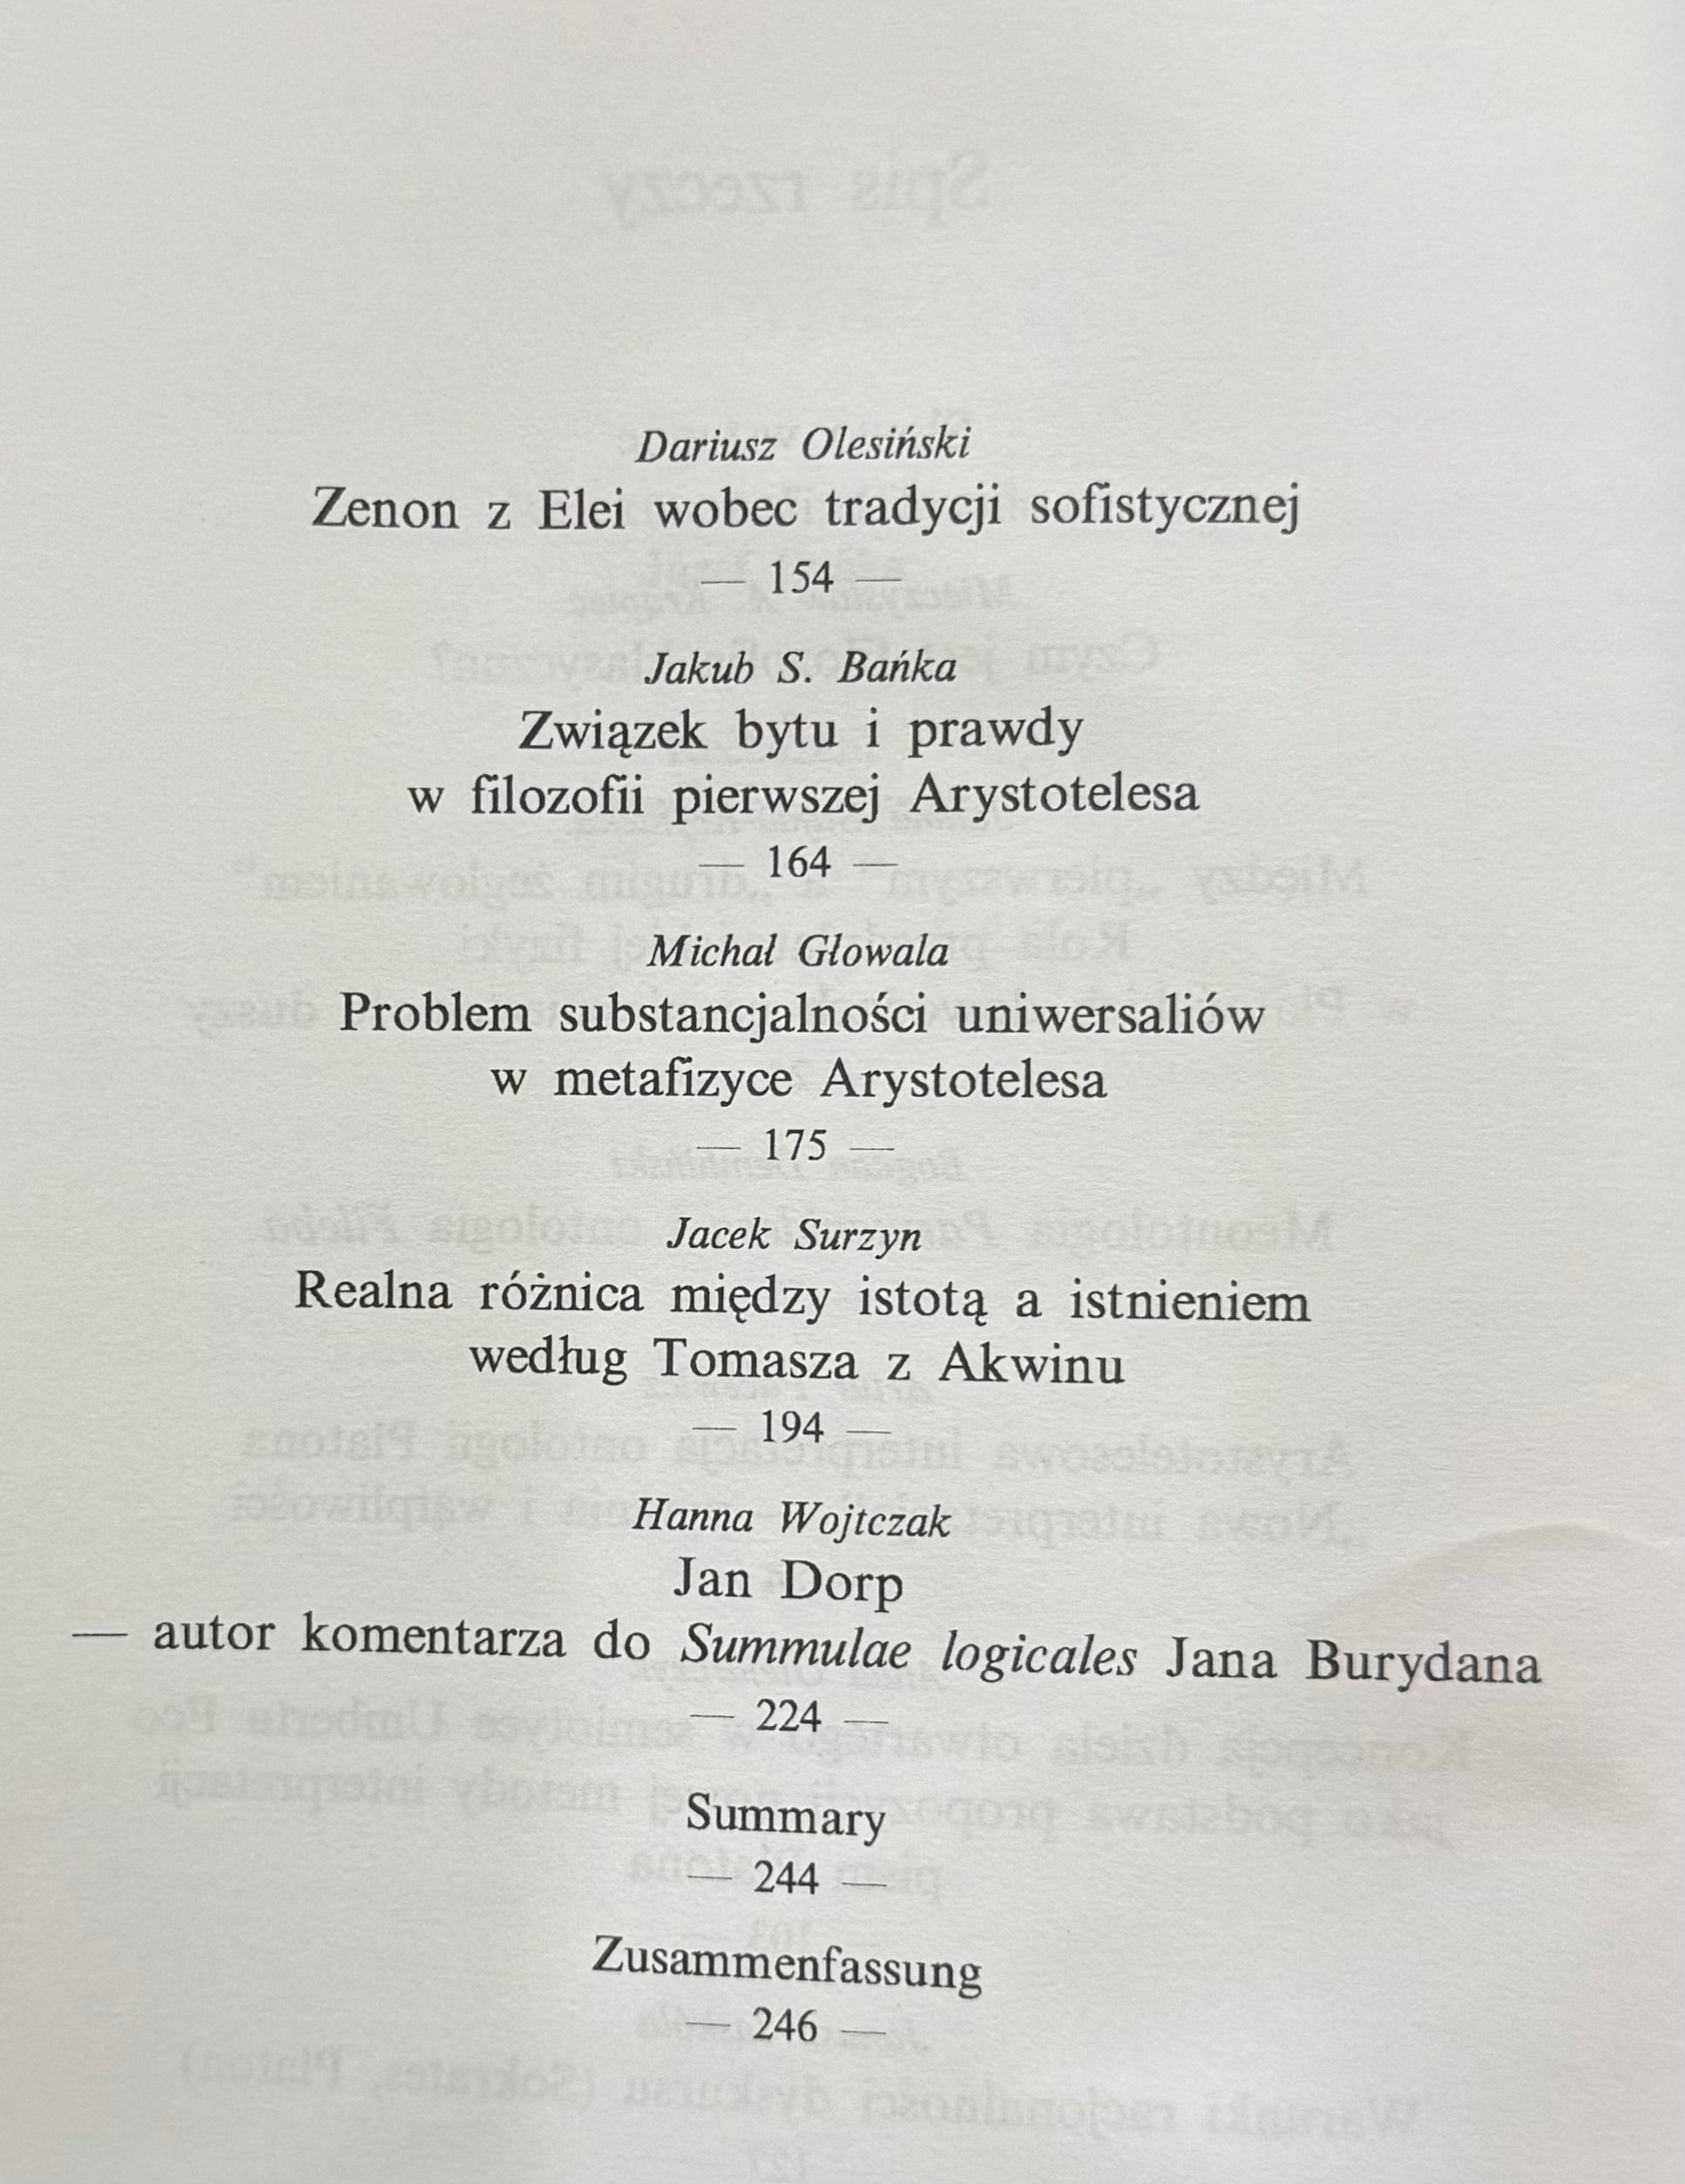 Dariusz Olesiński
Zenon z Elei wobec tradycji sofistycznej
— 154 —
Jakub S. Bańka
Związek bytu i prawdy
w filozofii pierwszej Arystotelesa
— 164 —
Michał Głowala
Problem substancjalności uniwersaliów
w metafizyce Arystotelesa
— 175 —
Jacek Surzyn
Realna różnica między istotą a istnieniem
według Tomasza z Akwinu
— 194 —
Hanna Wojtczak
Jan Dorp
— autor komentarza do Summulae logicales Jana Burydana
— 224 —
Summary
— 244 —
Zusammenfassung
— 246 —